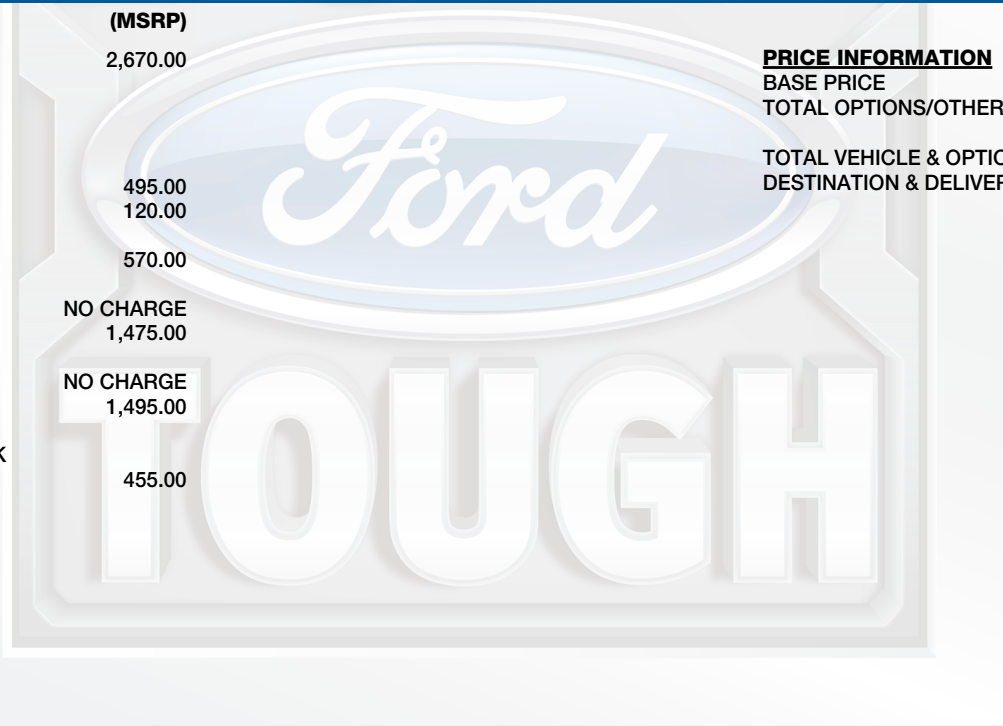 (MSRP)
2,670.00
495.00
120.00
570.00
NO CHARGE
1,475.00
NO CHARGE
1,495.00
K
455.00
PRICE INFORMATION
BASE PRICE
TOTAL OPTIONS/OTHER
TOTAL VEHICLE & OPTIO
DESTINATION & DELIVER
Ford
TOUGH